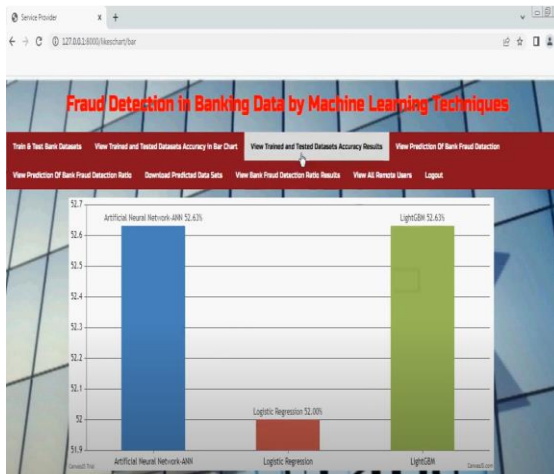 Service Provider
127.0.0.1:8000/likeschart/bar
Fraud Detection in Banking Data by Machine Learning Techniques
Train & Test Bank Datasets View Trained and Tested Datasets Accuracy in Bar Chart View Trained and Tested Datasets Accuracy Results View Prediction Of Bank Fraud Detection
View Prediction Of Bank Fraud Detection Ratio Download Predicted Data Sets View Bank Fraud Detection Ratio Results View All Remote Users Logout
52.7
Artificial Neural Network-ANN 52.63% LightGBM 52.63%
52.6
52.5
52.4
52.3
52.2
52.1
Logistic Regression 52.00%
52
51.9
Artificial Neural Network-ANN Logistic Regression LightGBM
CanvasJS Trial CanvasJS.com